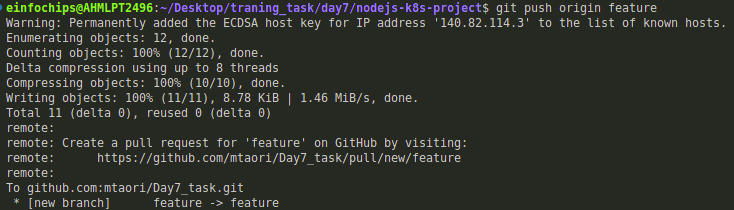 einfochips@AHMLPT2496:~/Desktop/traning_task/day7/nodejs-k8s-project$ git push origin feature
Warning: Permanently added the ECDSA host key for IP address '140.82.114.3' to the list of known hosts.
Enumerating objects: 12, done.
Counting objects: 100% (12/12), done.
Delta compression using up to 8 threads
Compressing objects: 100% (10/10), done.
Writing objects: 100% (11/11), 8.78 KiB | 1.46 MiB/s, done.
Total 11 (delta 0), reused 0 (delta 0)
remote:
remote: Create a pull request for 'feature' on GitHub by visiting:
remote:      https://github.com/mtaori/Day7_task/pull/new/feature
remote:
To github.com:mtaori/Day7_task.git
 * [new branch]      feature -> feature